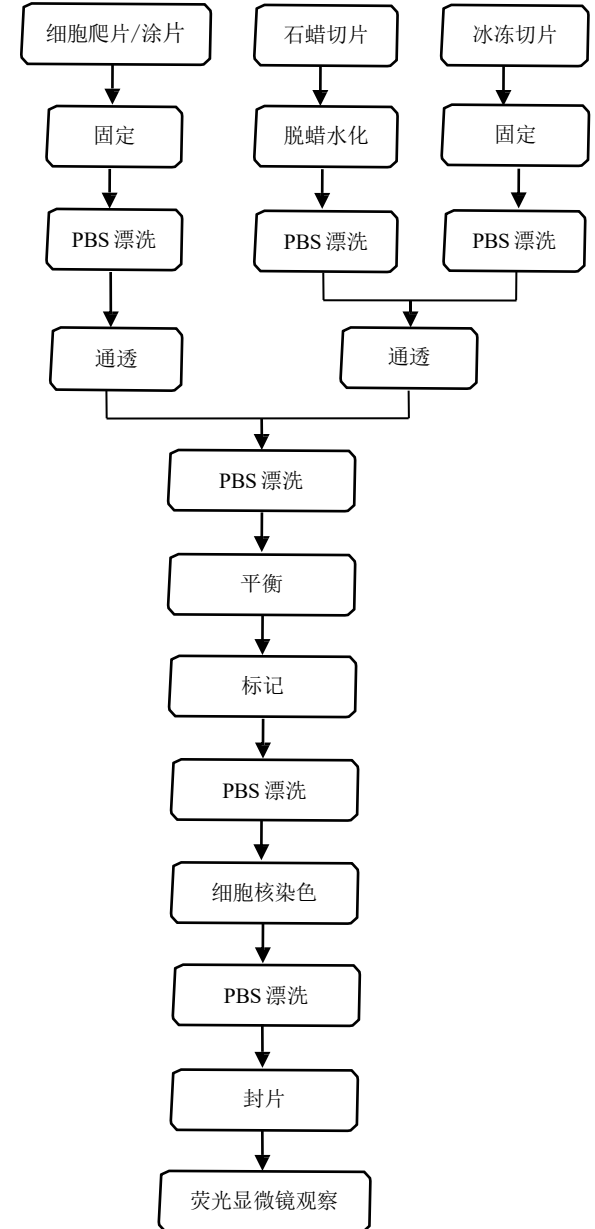 细胞爬片/涂片
石蜡切片
冰冻切片
固定
脱蜡水化
固定
PBS 漂洗
PBS 漂洗
PBS 漂洗
通透
通透
PBS 漂洗
平衡
标记
PBS 漂洗
细胞核染色
PBS 漂洗
封片
荧光显微镜观察